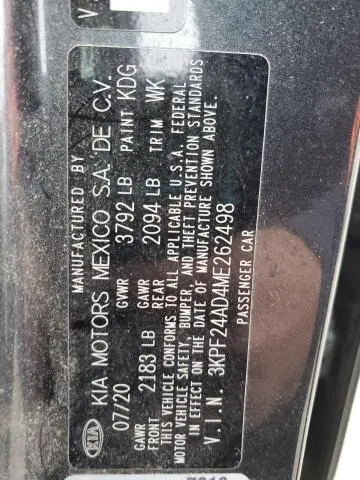 V.
MANUFACTURED BY
KIA
KIA MOTORS MEXICO S.A. DE C.V.
07/20 GVWR 3792 LB PAINT KDG
GAWR FRONT 2183 LB GAWR REAR 2094 LB TRIM WK
THIS VEHICLE CONFORMS TO ALL APPLICABLE U.S.A. FEDERAL
MOTOR VEHICLE SAFETY, BUMPER, AND THEFT PREVENTION STANDARDS
IN EFFECT ON THE DATE OF MANUFACTURE SHOWN ABOVE.
V.I.N. 3KPF24AD4ME262498
PASSENGER CAR